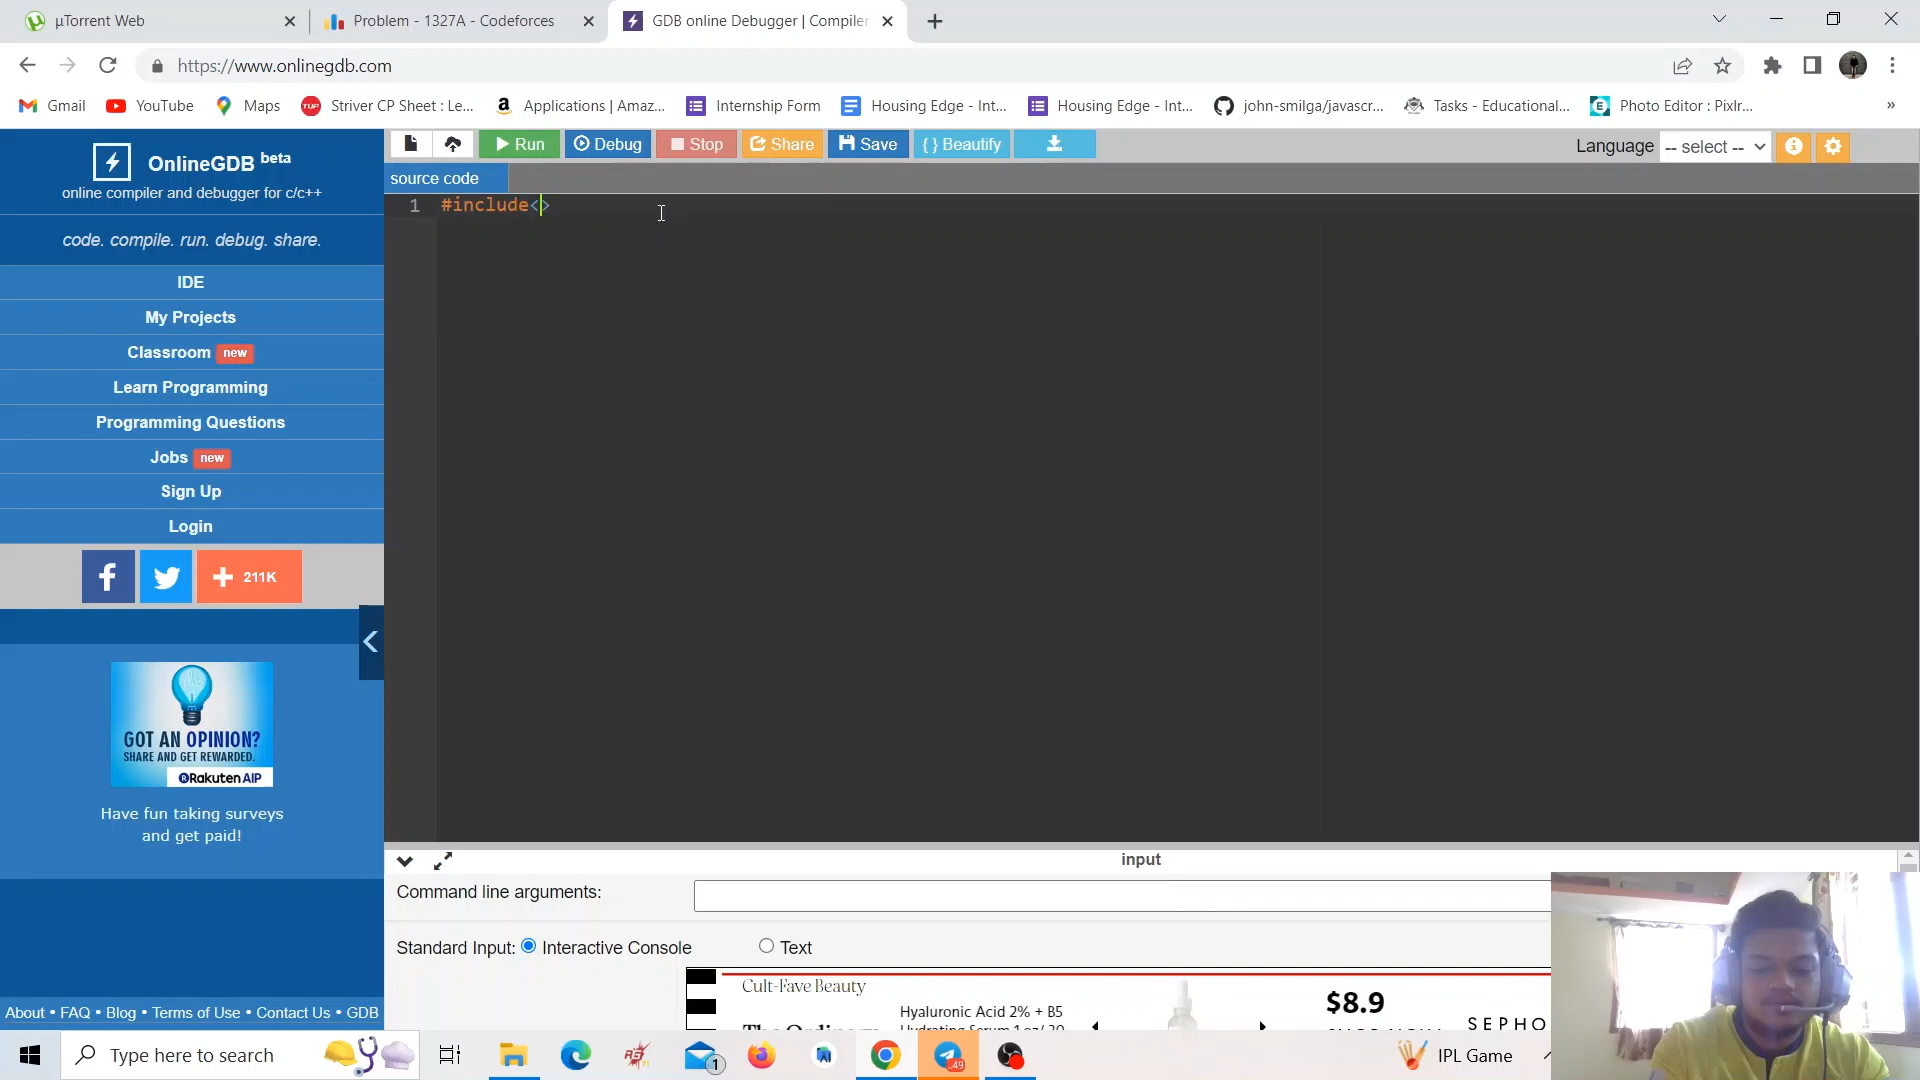 µTorrent Web
Problem - 1327A - Codeforces
GDB online Debugger | Compiler
https://www.onlinegdb.com
Gmail
YouTube
Maps
Striver CP Sheet : Le...
Applications | Amaz...
Internship Form
Housing Edge - Int...
Housing Edge - Int...
john-smilga/javascr...
Tasks - Educational...
Photo Editor : Pixlr...
»
OnlineGDB beta
online compiler and debugger for c/c++
code. compile. run. debug. share.
IDE
My Projects
Classroom new
Learn Programming
Programming Questions
Jobs new
Sign Up
Login
211K
GOT AN OPINION?
SHARE AND GET REWARDED.
Rakuten AIP
Have fun taking surveys
and get paid!
About • FAQ • Blog • Terms of Use • Contact Us • GDB
Run
Debug
Stop
Share
Save
{ } Beautify
Language
-- select --
source code
1 #include<>
input
Command line arguments:
Standard Input:
Interactive Console
Text
Cult-Fave Beauty
Hyaluronic Acid 2% + B5
$8.9
SEPHO
Type here to search
1
49
IPL Game